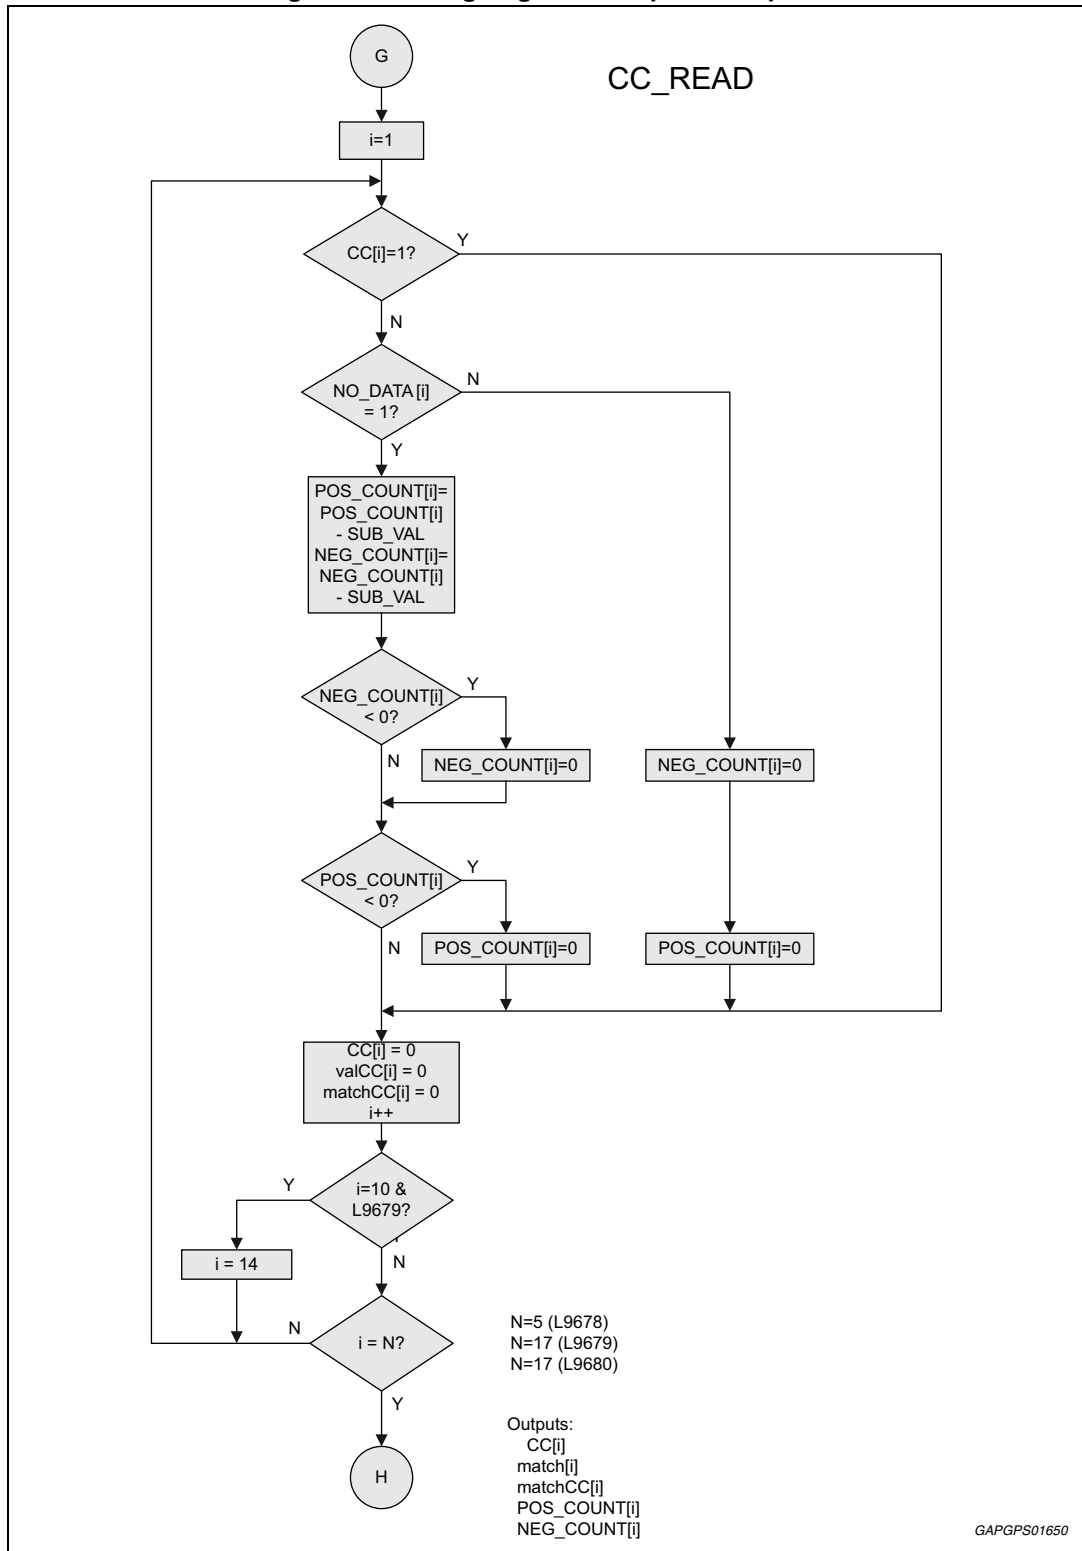 G
CC_READ
i=1
CC[i]=1?
Y
N
NO_DATA[i]
= 1?
N
Y
POS_COUNT[i]=
POS_COUNT[i]
- SUB_VAL
NEG_COUNT[i]=
NEG_COUNT[i]
- SUB_VAL
NEG_COUNT[i]
< 0?
Y
N
NEG_COUNT[i]=0
NEG_COUNT[i]=0
POS_COUNT[i]
< 0?
Y
N
POS_COUNT[i]=0
POS_COUNT[i]=0
CC[i] = 0
valCC[i] = 0
matchCC[i] = 0
i++
i=10 &
L9679?
Y
N
i = 14
i = N?
N
Y
N=5 (L9678)
N=17 (L9679)
N=17 (L9680)
H
Outputs:
CC[i]
match[i]
matchCC[i]
POS_COUNT[i]
NEG_COUNT[i]
GAPGPS01650